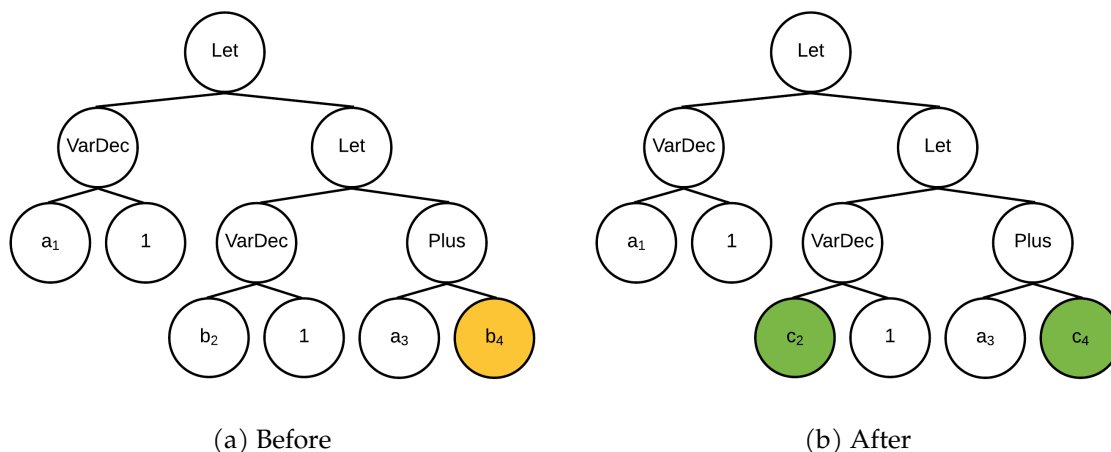 Let Let
VarDec Let VarDec Let
a₁ 1 VarDec Plus a₁ 1 VarDec Plus
b₂ 1 a₃ b₄ c₂ 1 a₃ c₄
(a) Before (b) After